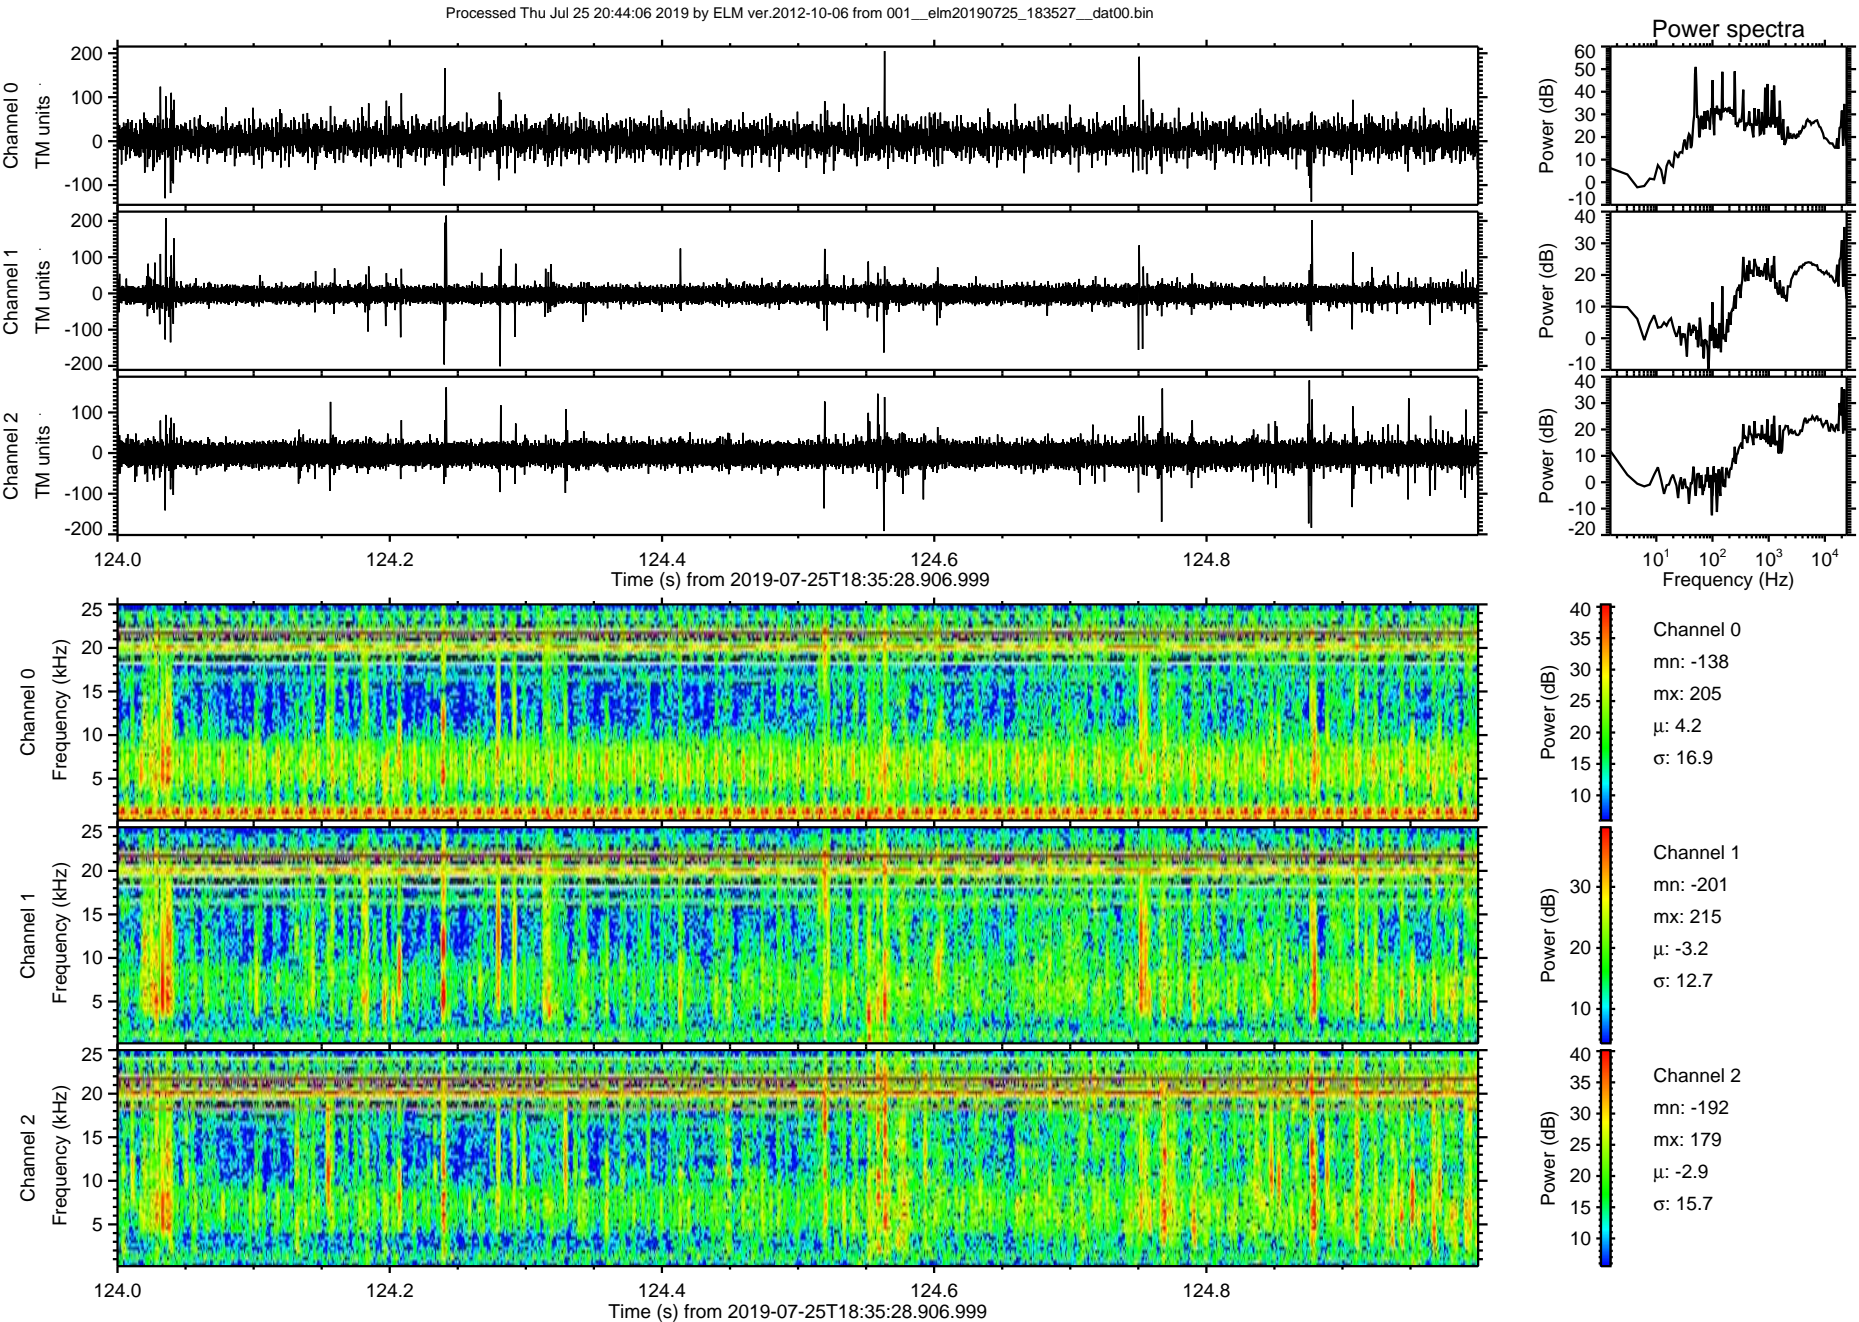 Processed Thu Jul 25 20:44:06 2019 by ELM ver.2012-10-06 from 001__elm20190725_183527__dat00.bin
Power spectra
Channel 0
TM units
200
100
0
-100
Power (dB)
60
50
40
30
20
10
0
-10
Channel 1
TM units
200
100
0
-100
-200
Power (dB)
40
30
20
10
0
-10
Channel 2
TM units
100
0
-100
-200
Power (dB)
40
30
20
10
0
-10
-20
124.0 124.2 124.4 124.6 124.8
Time (s) from 2019-07-25T18:35:28.906.999
10¹ 10² 10³ 10⁴
Frequency (Hz)
Channel 0
Frequency (kHz)
25
20
15
10
5
Power (dB)
40
35
30
25
20
15
10
Channel 0
mn: -138
mx: 205
μ: 4.2
σ: 16.9
Channel 1
Frequency (kHz)
25
20
15
10
5
Power (dB)
30
20
10
Channel 1
mn: -201
mx: 215
μ: -3.2
σ: 12.7
Channel 2
Frequency (kHz)
25
20
15
10
5
Power (dB)
40
35
30
25
20
15
10
Channel 2
mn: -192
mx: 179
μ: -2.9
σ: 15.7
124.0 124.2 124.4 124.6 124.8
Time (s) from 2019-07-25T18:35:28.906.999